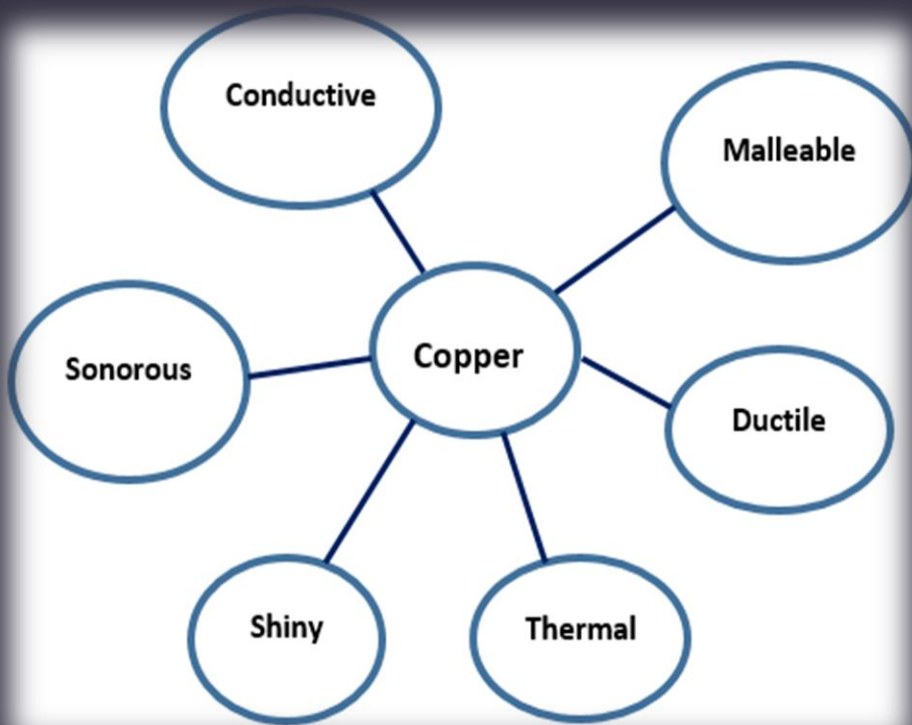 Conductive
Malleable
Sonorous
Copper
Ductile
Shiny
Thermal